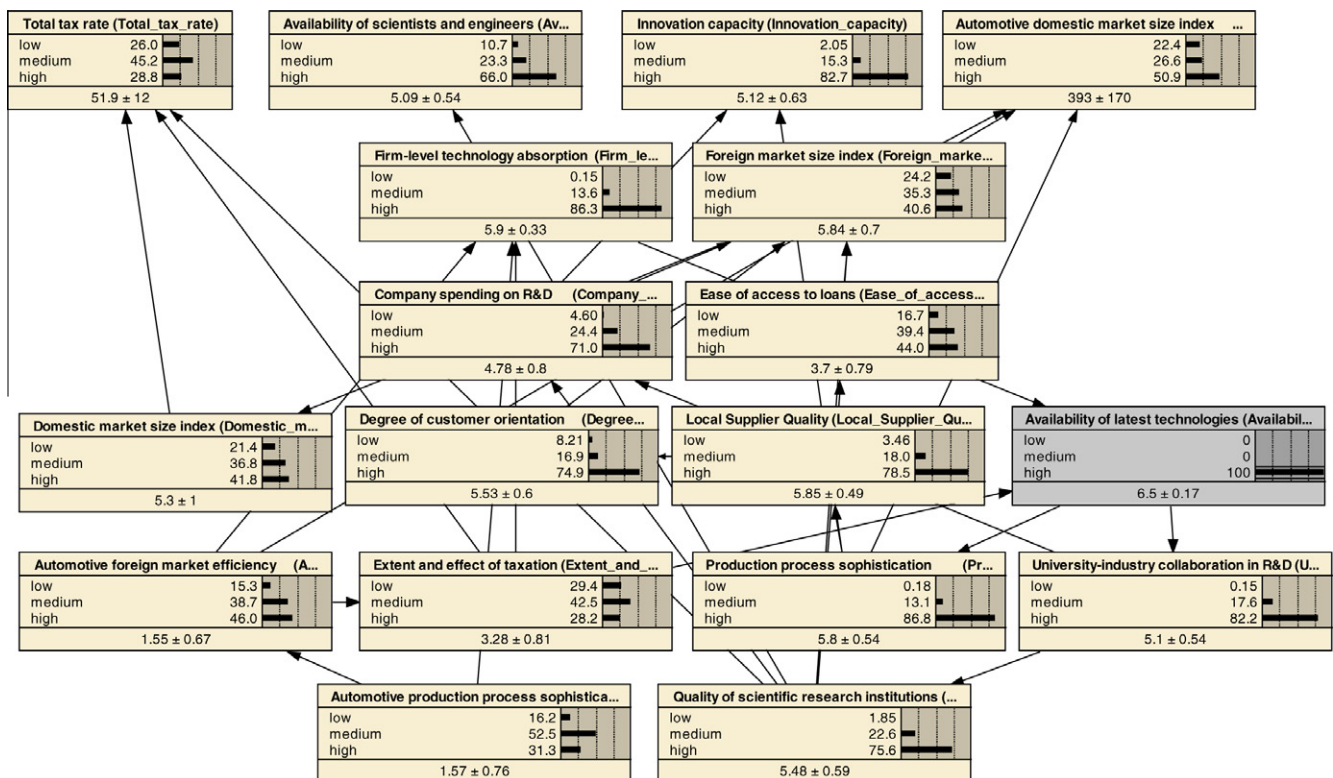 Total tax rate (Total_tax_rate)
low 26.0
medium 45.2
high 28.8
51.9 ± 12
Availability of scientists and engineers (Av...
low 10.7
medium 23.3
high 66.0
5.09 ± 0.54
Innovation capacity (Innovation_capacity)
low 2.05
medium 15.3
high 82.7
5.12 ± 0.63
Automotive domestic market size index ...
low 22.4
medium 26.6
high 50.9
393 ± 170
Firm-level technology absorption (Firm_le...
low 0.15
medium 13.6
high 86.3
5.9 ± 0.33
Foreign market size index (Foreign_marke...
low 24.2
medium 35.3
high 40.6
5.84 ± 0.7
Company spending on R&D (Company_...
low 4.60
medium 24.4
high 71.0
4.78 ± 0.8
Ease of access to loans (Ease_of_access...
low 16.7
medium 39.4
high 44.0
3.7 ± 0.79
Domestic market size index (Domestic_m...
low 21.4
medium 36.8
high 41.8
5.3 ± 1
Degree of customer orientation (Degree...
low 8.21
medium 16.9
high 74.9
5.53 ± 0.6
Local Supplier Quality (Local_Supplier_Qu...
low 3.46
medium 18.0
high 78.5
5.85 ± 0.49
Availability of latest technologies (Availabil...
low 0
medium 0
high 100
6.5 ± 0.17
Automotive foreign market efficiency (A...
low 15.3
medium 38.7
high 46.0
1.55 ± 0.67
Extent and effect of taxation (Extent_and_...
low 29.4
medium 42.5
high 28.2
3.28 ± 0.81
Production process sophistication (Pr...
low 0.18
medium 13.1
high 86.8
5.8 ± 0.54
University-industry collaboration in R&D (U...
low 0.15
medium 17.6
high 82.2
5.1 ± 0.54
Automotive production process sophistica...
low 16.2
medium 52.5
high 31.3
1.57 ± 0.76
Quality of scientific research institutions (...
low 1.85
medium 22.6
high 75.6
5.48 ± 0.59